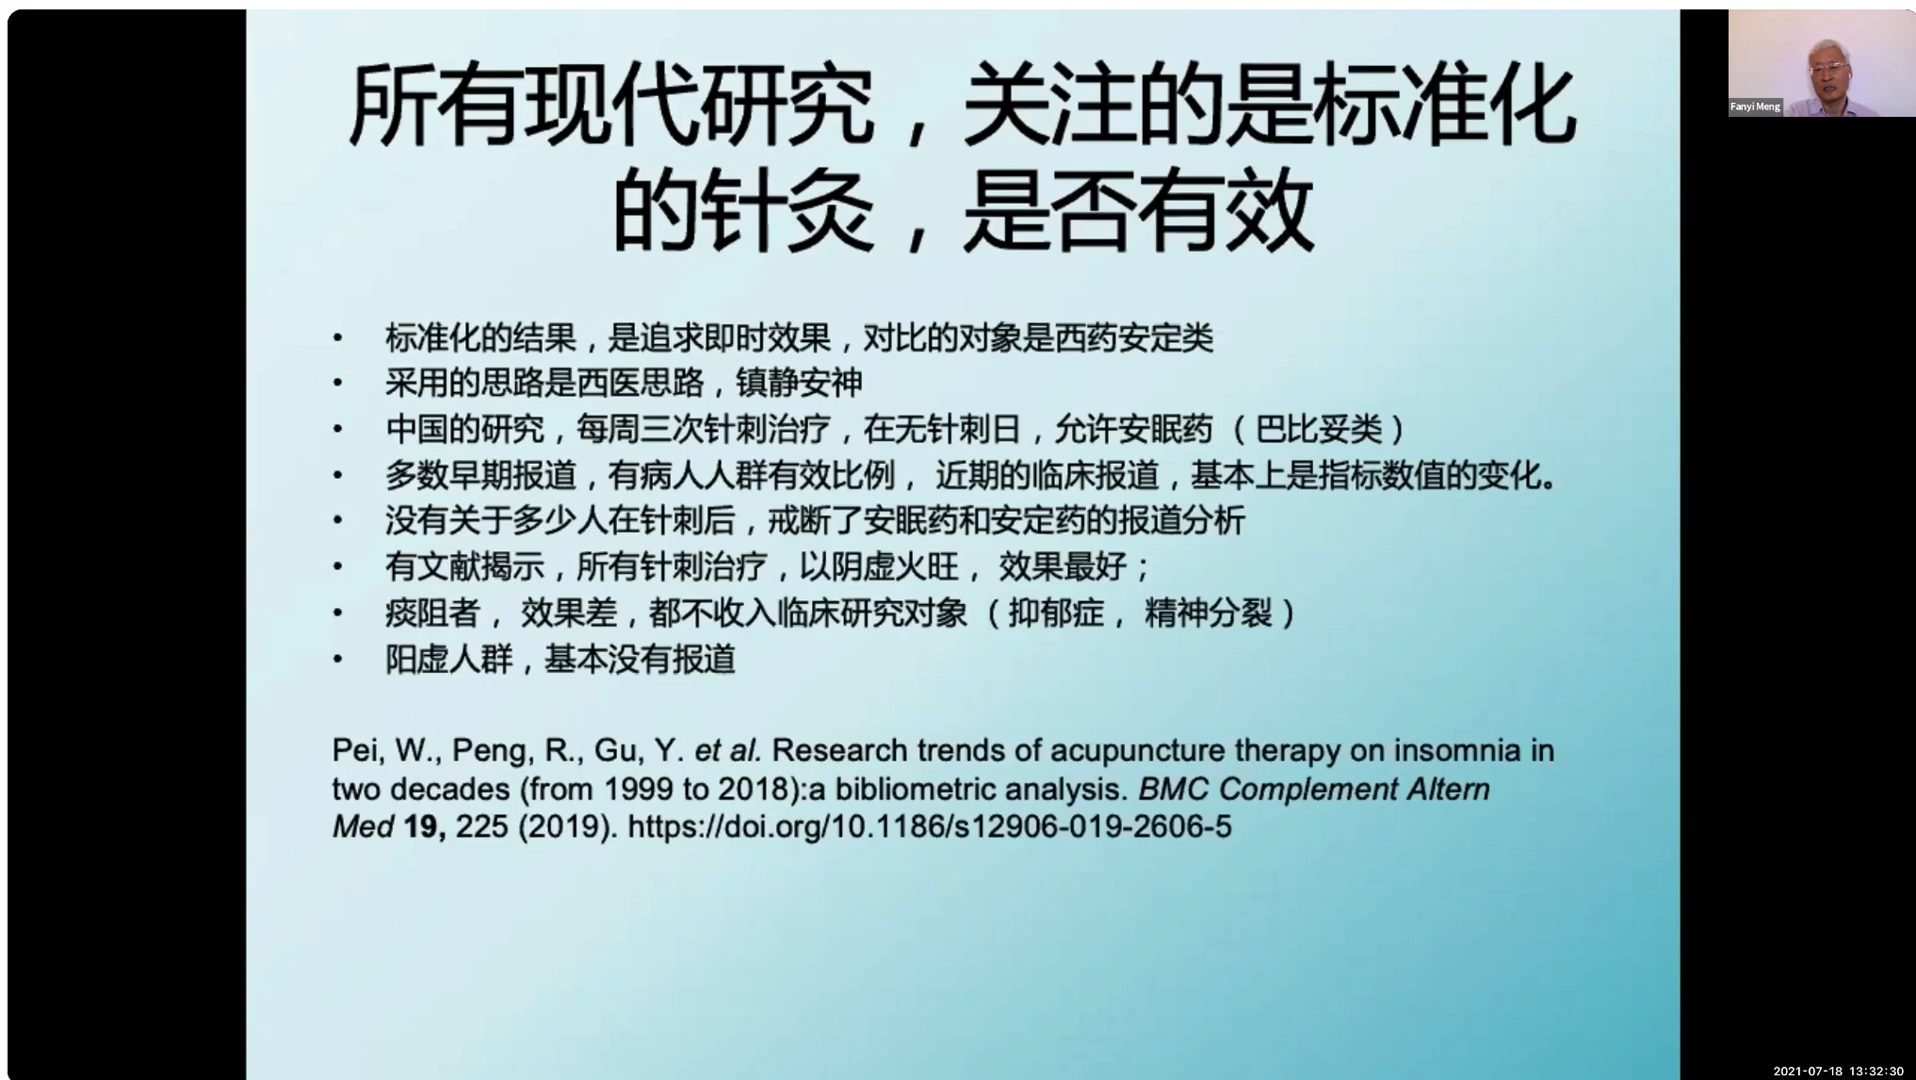 所有现代研究，关注的是标准化
的针灸，是否有效
Fanyi Meng
• 标准化的结果，是追求即时效果，对比的对象是西药安定类
• 采用的思路是西医思路，镇静安神
• 中国的研究，每周三次针刺治疗，在无针刺日，允许安眠药（巴比妥类）
• 多数早期报道，有病人人群有效比例， 近期的临床报道，基本上是指标数值的变化。
• 没有关于多少人在针刺后，戒断了安眠药和安定药的报道分析
• 有文献揭示，所有针刺治疗，以阴虚火旺， 效果最好；
• 痰阻者， 效果差，都不收入临床研究对象（抑郁症， 精神分裂）
• 阳虚人群，基本没有报道
Pei, W., Peng, R., Gu, Y. et al. Research trends of acupuncture therapy on insomnia in
two decades (from 1999 to 2018):a bibliometric analysis. BMC Complement Altern
Med 19, 225 (2019). https://doi.org/10.1186/s12906-019-2606-5
2021-07-18 13:32:30